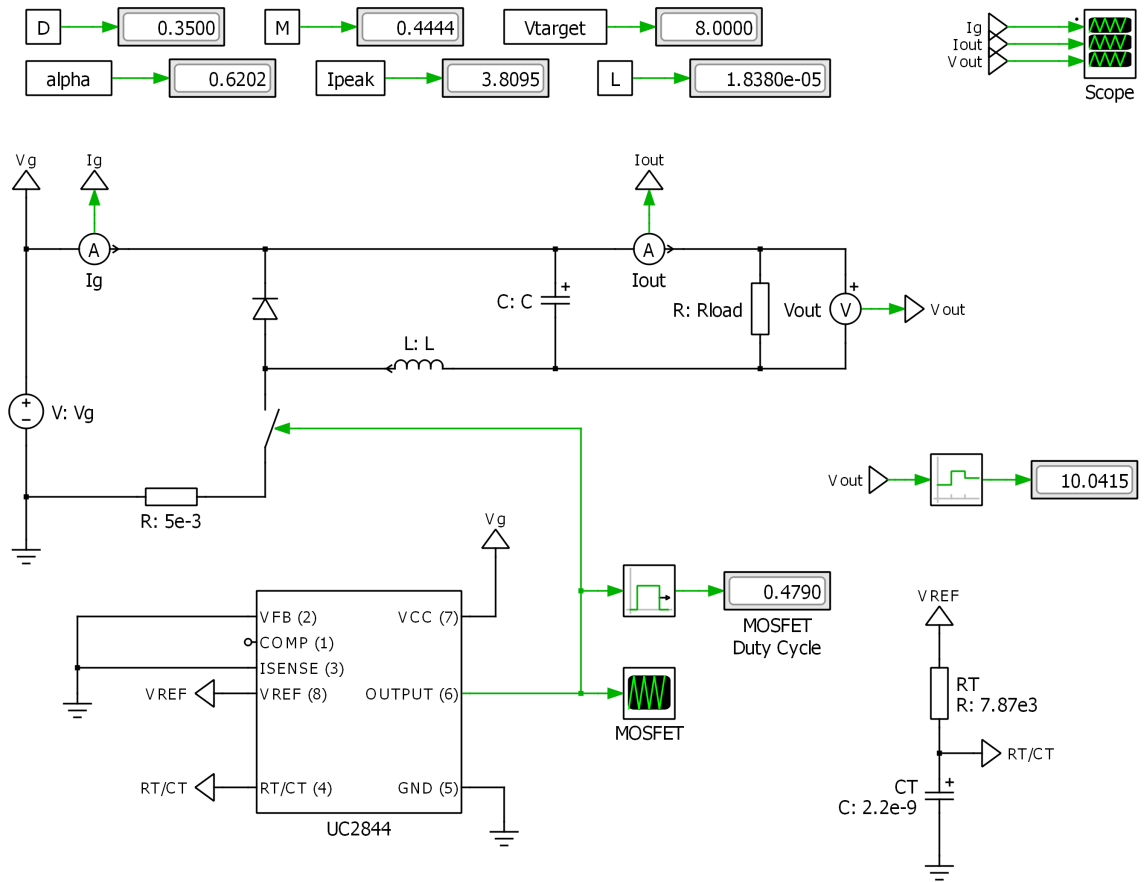 D
0.3500
M
0.4444
Vtarget
8.0000
alpha
0.6202
Ipeak
3.8095
L
1.8380e-05
Ig
Iout
Vout
Scope
Vg
Ig
Iout
A
Ig
A
Iout
C: C
+
R: Rload
Vout
+
V
Vout
L: L
+
−
V: Vg
R: 5e-3
Vout
10.0415
Vg
VFB (2)
COMP (1)
ISENSE (3)
VREF
VREF (8)
RT/CT
RT/CT (4)
VCC (7)
OUTPUT (6)
GND (5)
UC2844
0.4790
MOSFET
Duty Cycle
MOSFET
VREF
RT
R: 7.87e3
RT/CT
CT
C: 2.2e-9
+